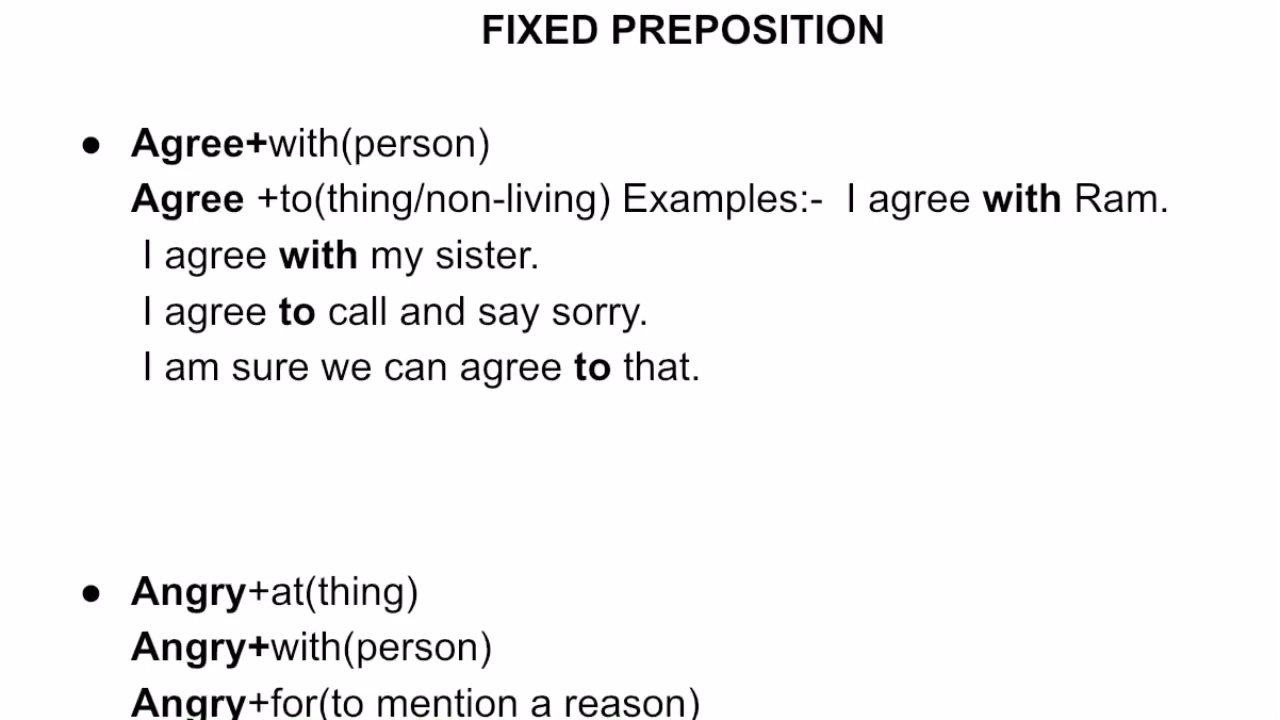 FIXED PREPOSITION
● Agree+with(person)
Agree +to(thing/non-living) Examples:- I agree with Ram.
I agree with my sister.
I agree to call and say sorry.
I am sure we can agree to that.
● Angry+at(thing)
Angry+with(person)
Angry+for(to mention a reason)